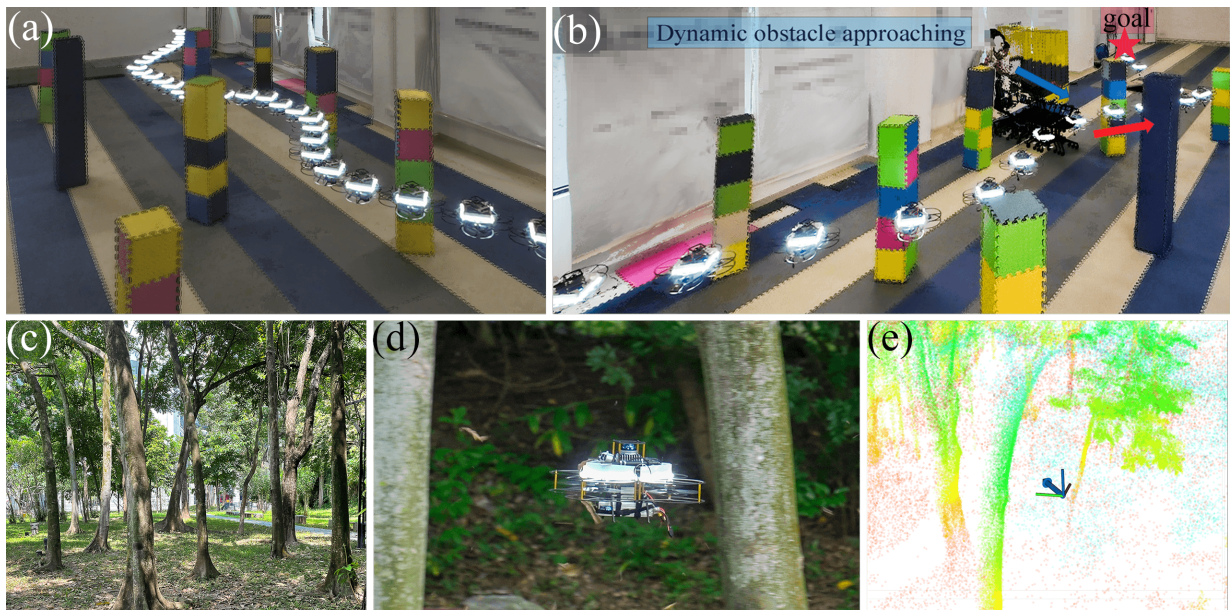 (a)
(b)
Dynamic obstacle approaching
goal
(c)
(d)
(e)